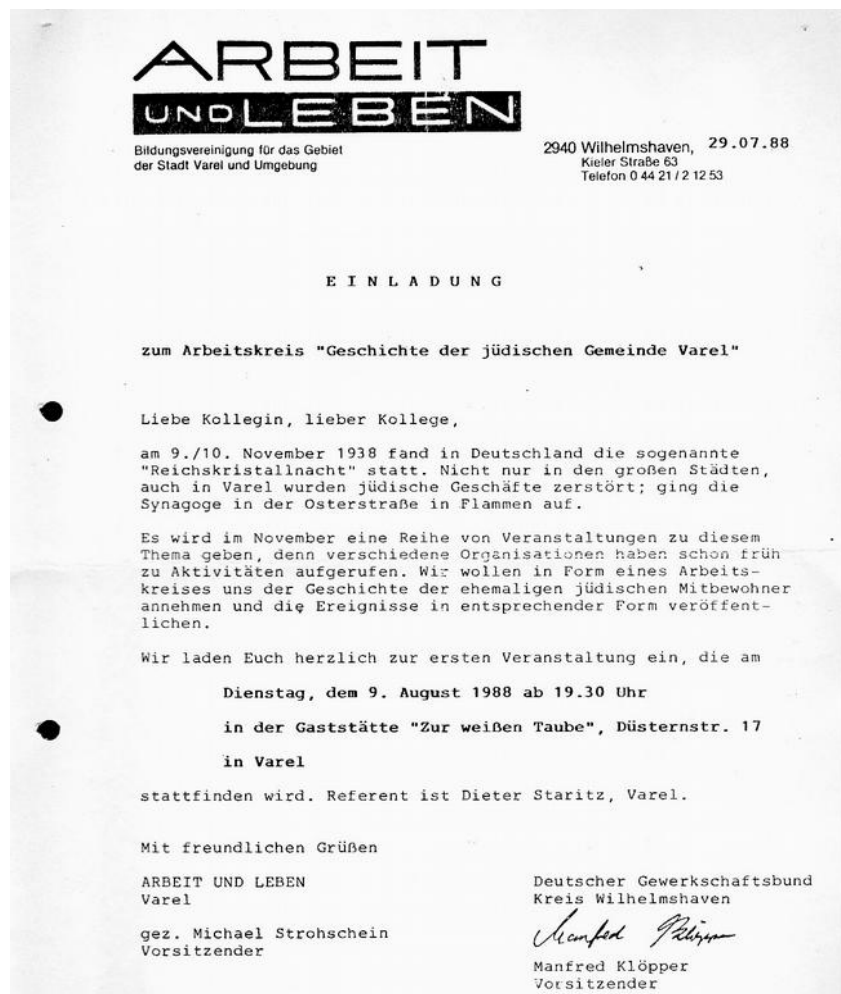 ARBEIT
UND LEBEN
Bildungsvereinigung für das Gebiet
der Stadt Varel und Umgebung
2940 Wilhelmshaven, 29.07.88
Kieler Straße 63
Telefon 0 44 21 / 2 12 53
EINLADUNG
zum Arbeitskreis "Geschichte der jüdischen Gemeinde Varel"
Liebe Kollegin, lieber Kollege,
am 9./10. November 1938 fand in Deutschland die sogenannte
"Reichskristallnacht" statt. Nicht nur in den großen Städten,
auch in Varel wurden jüdische Geschäfte zerstört; ging die
Synagoge in der Osterstraße in Flammen auf.
Es wird im November eine Reihe von Veranstaltungen zu diesem
Thema geben, denn verschiedene Organisationen haben schon früh
zu Aktivitäten aufgerufen. Wir wollen in Form eines Arbeits-
kreises uns der Geschichte der ehemaligen jüdischen Mitbewohner
annehmen und die Ereignisse in entsprechender Form veröffent-
lichen.
Wir laden Euch herzlich zur ersten Veranstaltung ein, die am
Dienstag, dem 9. August 1988 ab 19.30 Uhr
in der Gaststätte "Zur weißen Taube", Düsternstr. 17
in Varel
stattfinden wird. Referent ist Dieter Staritz, Varel.
Mit freundlichen Grüßen
ARBEIT UND LEBEN
Varel
gez. Michael Strohschein
Vorsitzender
Deutscher Gewerkschaftsbund
Kreis Wilhelmshaven
Manfred Klöpper
Manfred Klöpper
Vorsitzender